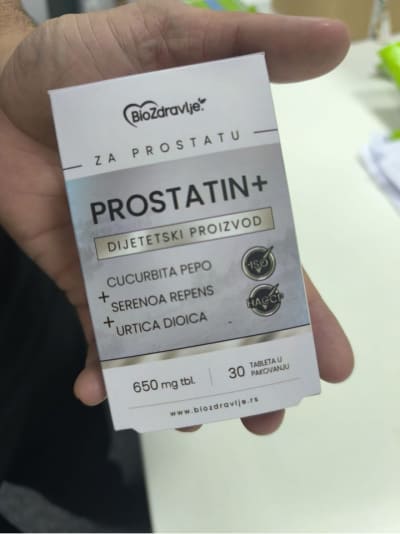 BioZdravlje
ZA PROSTATU
PROSTATIN+
DIJETETSKI PROIZVOD
CUCURBITA PEPO
+ SERENOA REPENS
+ URTICA DIOICA
ISO
HACCP
650 mg tbl.
30 TABLETA U
PAKOVANJU
www.biozdravlje.rs